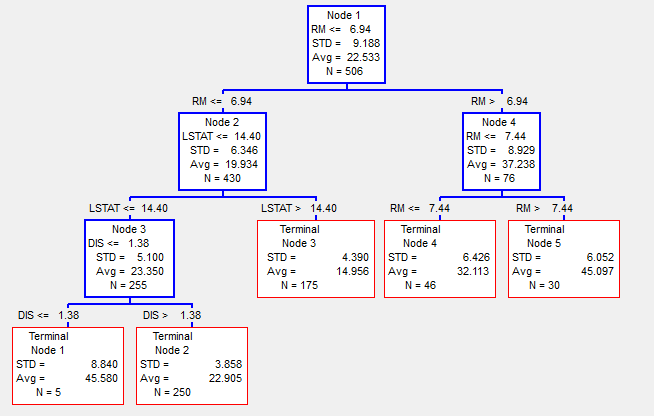 Node 1
RM <= 6.94
STD = 9.188
Avg = 22.533
N = 506
RM <= 6.94
RM > 6.94
Node 2
LSTAT <= 14.40
STD = 6.346
Avg = 19.934
N = 430
Node 4
RM <= 7.44
STD = 8.929
Avg = 37.238
N = 76
LSTAT <= 14.40
LSTAT > 14.40
RM <= 7.44
RM > 7.44
Node 3
DIS <= 1.38
STD = 5.100
Avg = 23.350
N = 255
Terminal
Node 3
STD = 4.390
Avg = 14.956
N = 175
Terminal
Node 4
STD = 6.426
Avg = 32.113
N = 46
Terminal
Node 5
STD = 6.052
Avg = 45.097
N = 30
DIS <= 1.38
DIS > 1.38
Terminal
Node 1
STD = 8.840
Avg = 45.580
N = 5
Terminal
Node 2
STD = 3.858
Avg = 22.905
N = 250